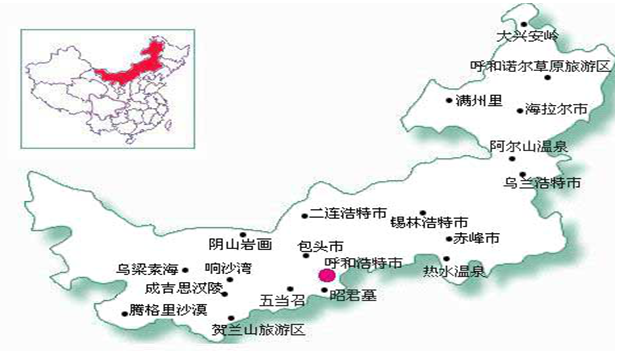 大兴安岭
呼和诺尔草原旅游区
满州里
海拉尔市
阿尔山温泉
乌兰浩特市
二连浩特市
锡林浩特市
阴山岩画
包头市
赤峰市
呼和浩特市
乌梁素海
响沙湾
热水温泉
成吉思汗陵
五当召
昭君墓
腾格里沙漠
贺兰山旅游区